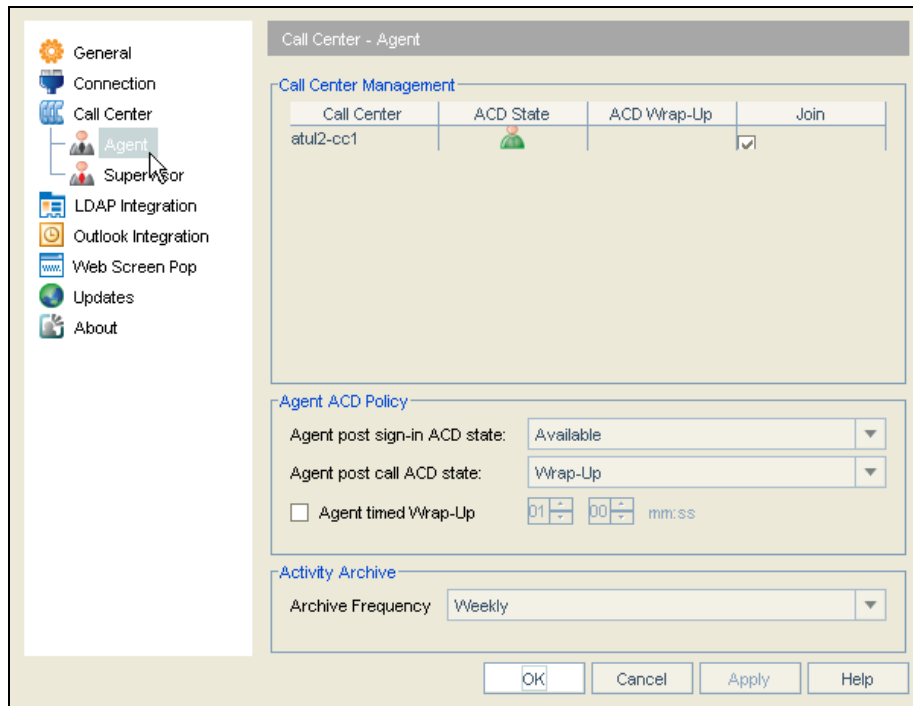 General
Connection
Call Center
Agent
Supervisor
LDAP Integration
Outlook Integration
www.
Web Screen Pop
Updates
About
Call Center - Agent
Call Center Management
Call Center ACD State ACD Wrap-Up Join
atul2-cc1
Agent ACD Policy
Agent post sign-in ACD state: Available
Agent post call ACD state: Wrap-Up
Agent timed Wrap-Up 01 00 mm:ss
Activity Archive
Archive Frequency Weekly
OK Cancel Apply Help